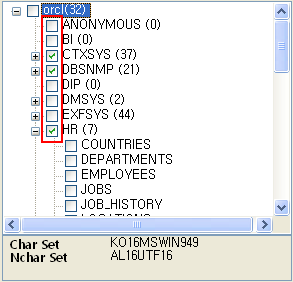 orcl(32)
ANONYMOUS (0)
BI (0)
CTXSYS (37)
DBSNMP (21)
DIP (0)
DMSYS (2)
EXFSYS (44)
HR (7)
COUNTRIES
DEPARTMENTS
EMPLOYEES
JOBS
JOB_HISTORY
LOCATIONS
Char Set KO16MSWIN949
Nchar Set AL16UTF16